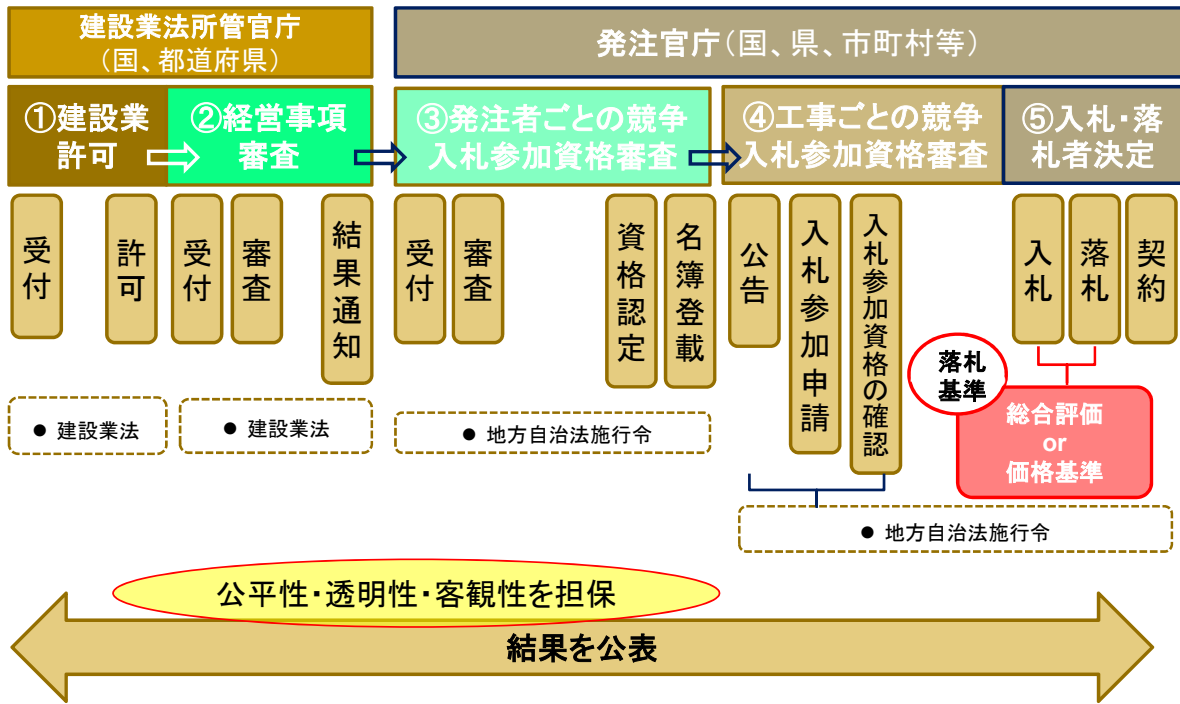 建設業法所管官庁
（国、都道府県）
発注官庁（国、県、市町村等）
①建設業
許可
②経営事項
審査
③発注者ごとの競争
入札参加資格審査
④工事ごとの競争
入札参加資格審査
⑤入札・落
札者決定
受付
許可
受付
審査
結果通知
受付
審査
資格認定
名簿登載
公告
入札参加申請
入札参加資格の確認
入札
落札
契約
落札
基準
総合評価
or
価格基準
● 建設業法
● 建設業法
● 地方自治法施行令
● 地方自治法施行令
公平性・透明性・客観性を担保
結果を公表